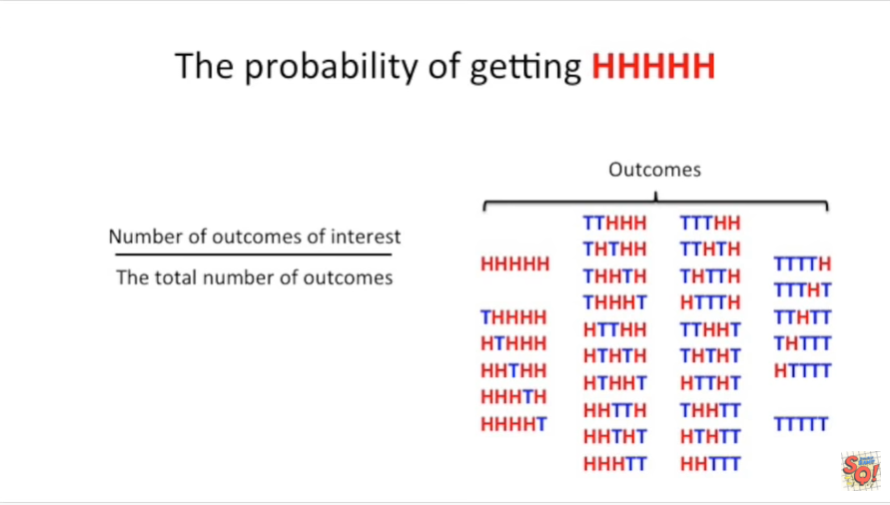 The probability of getting HHHHH
Outcomes
Number of outcomes of interest
The total number of outcomes
HHHHH
THHHH
HTHHH
HHTHH
HHHTH
HHHHT
TTHHH
THTHH
THHTH
THHHT
HTTHH
HTHTH
HTHHT
HHTTH
HHTHT
HHHTT
TTTHH
TTHTH
THTTH
HTTTH
TTHHT
THTHT
HTTHT
THHTT
HTHTT
HHTTT
TTTTH
TTTHT
TTHTT
THTTT
HTTTT
TTTTT